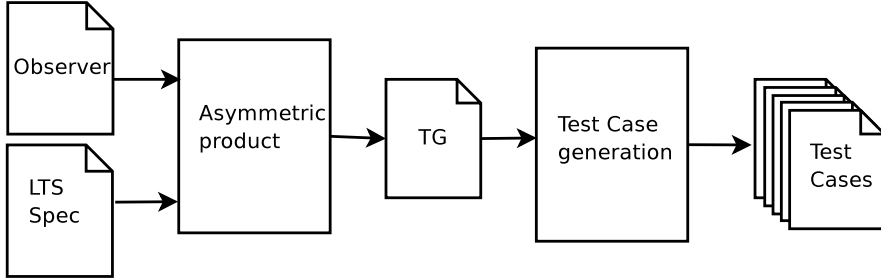 Observer
LTS
Spec
Asymmetric
product
TG
Test Case
generation
Test
Cases